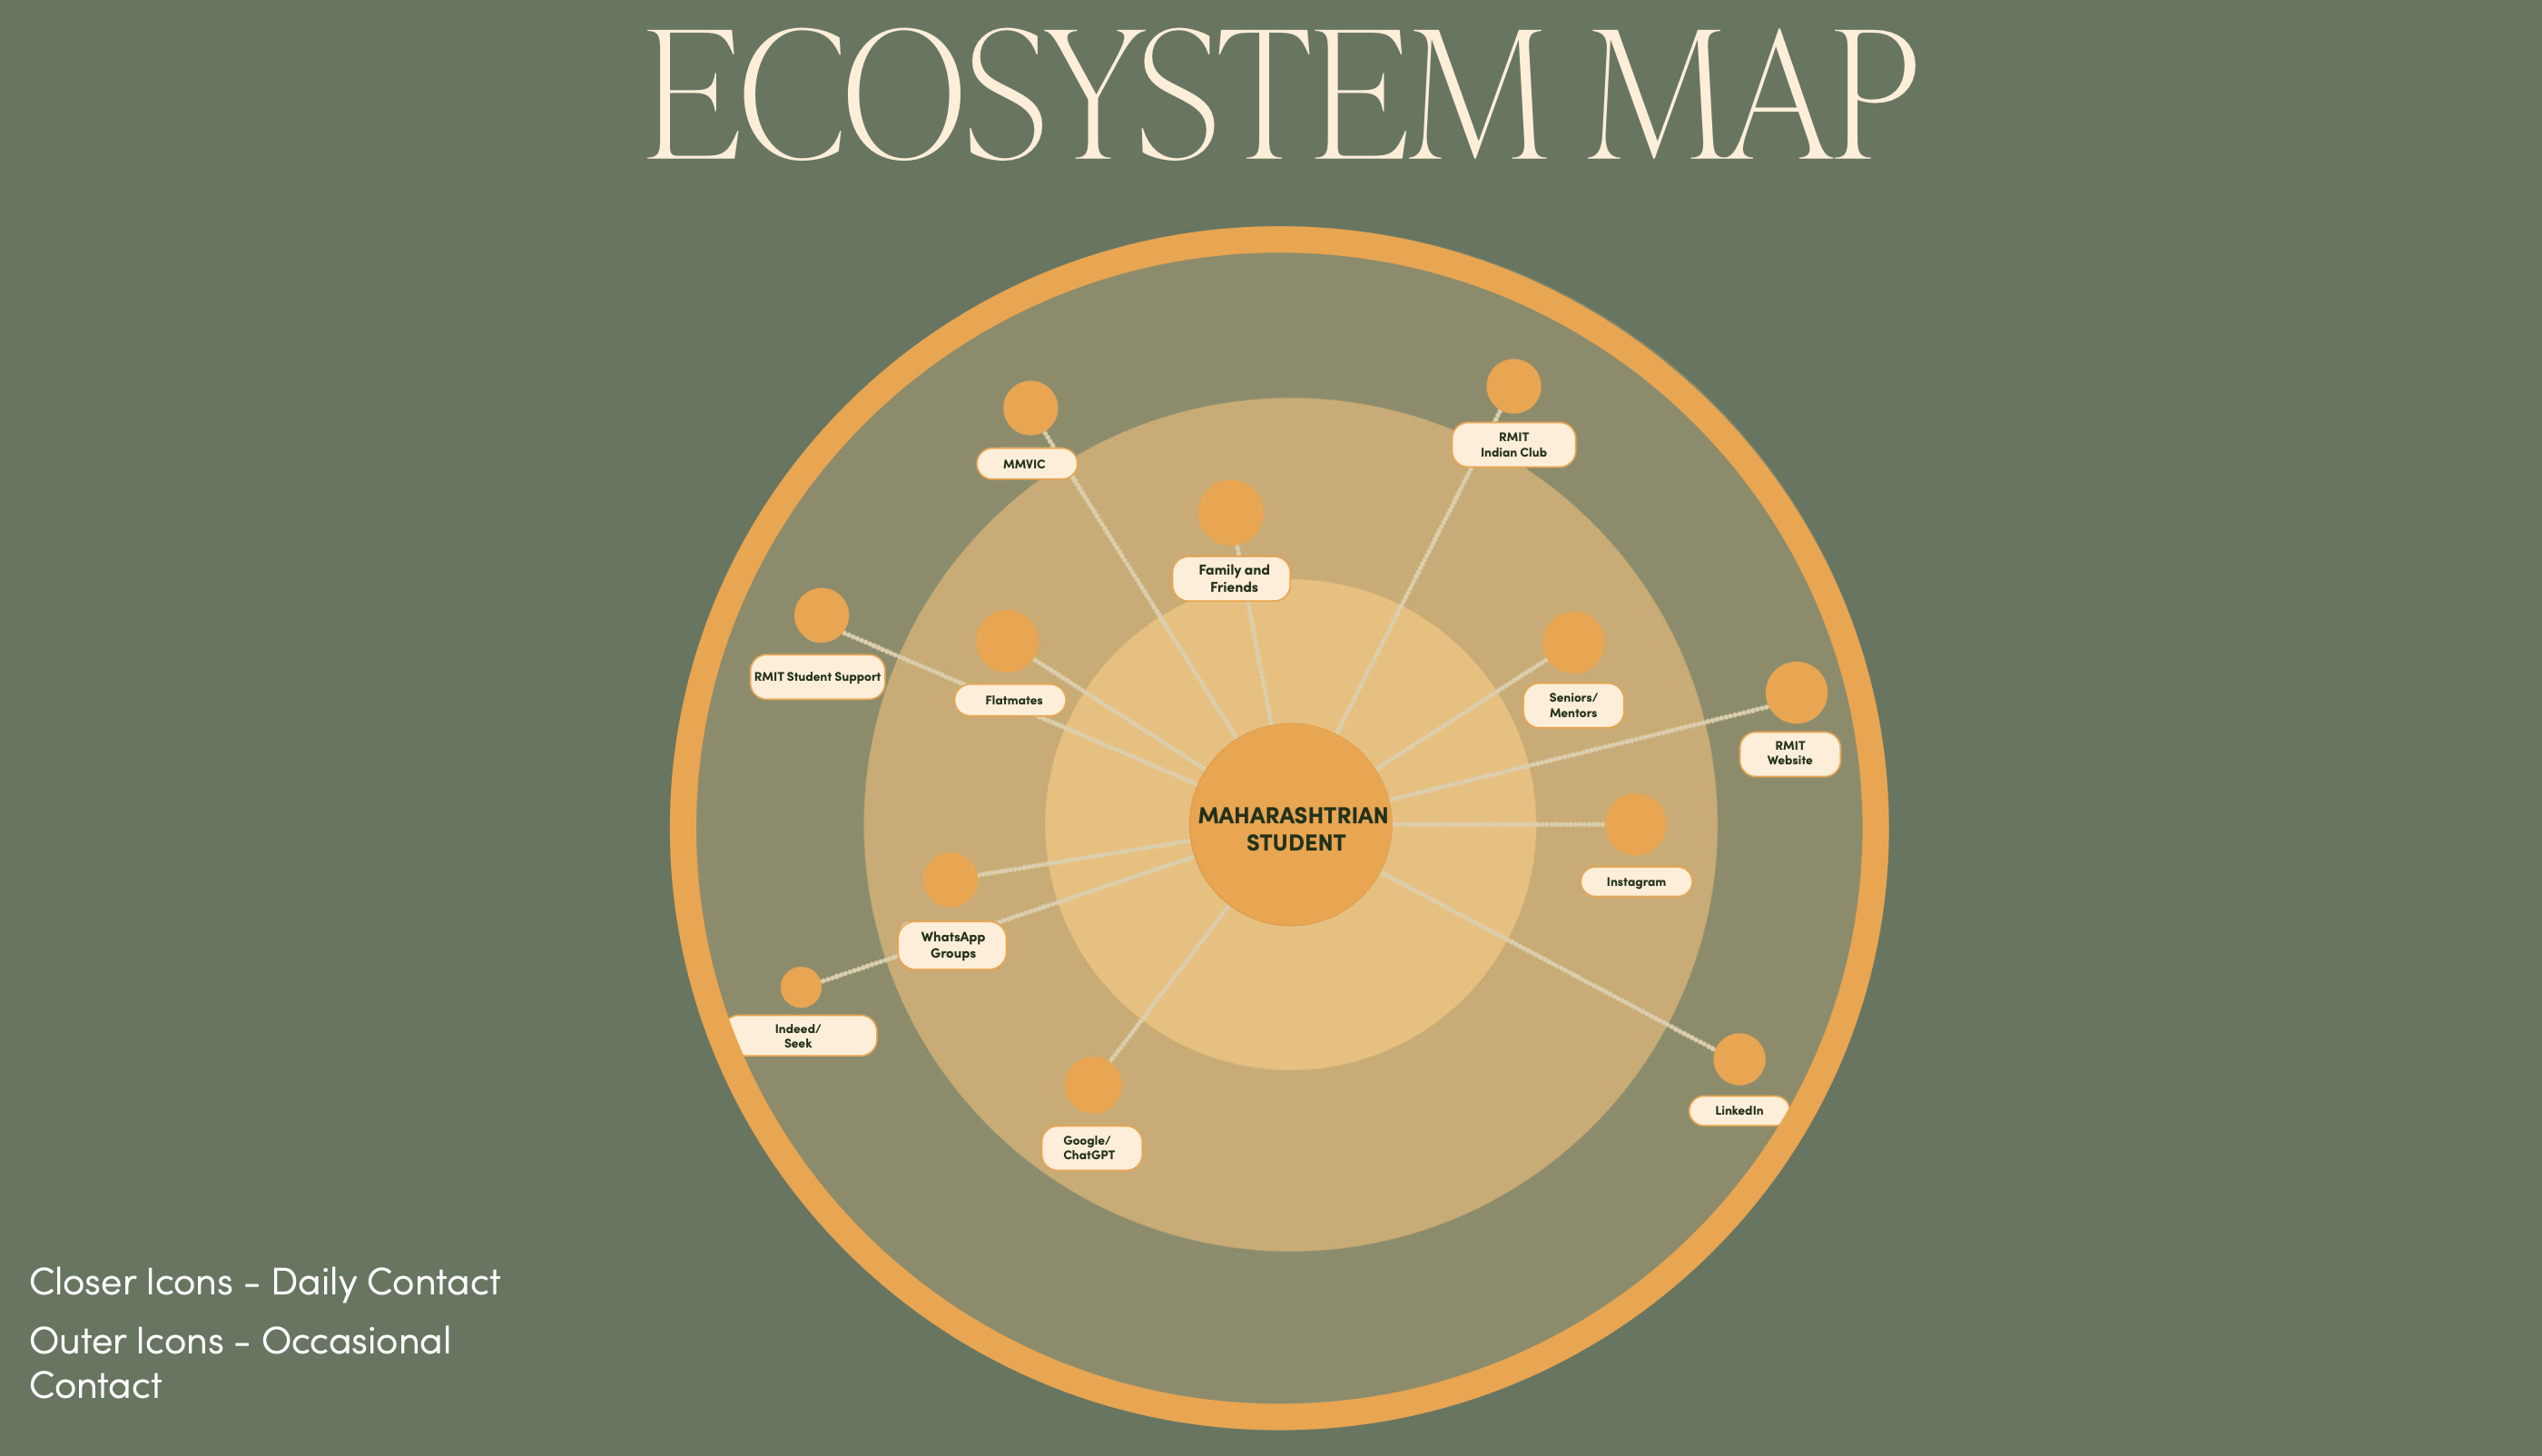 ECOSYSTEM MAP
RMIT
Indian Club
MMVIC
Family and
Friends
RMIT Student Support
Flatmates
Seniors/
Mentors
RMIT
Website
MAHARASHTRIAN
STUDENT
Instagram
WhatsApp
Groups
Indeed/
Seek
LinkedIn
Google/
ChatGPT
Closer Icons - Daily Contact
Outer Icons - Occasional
Contact